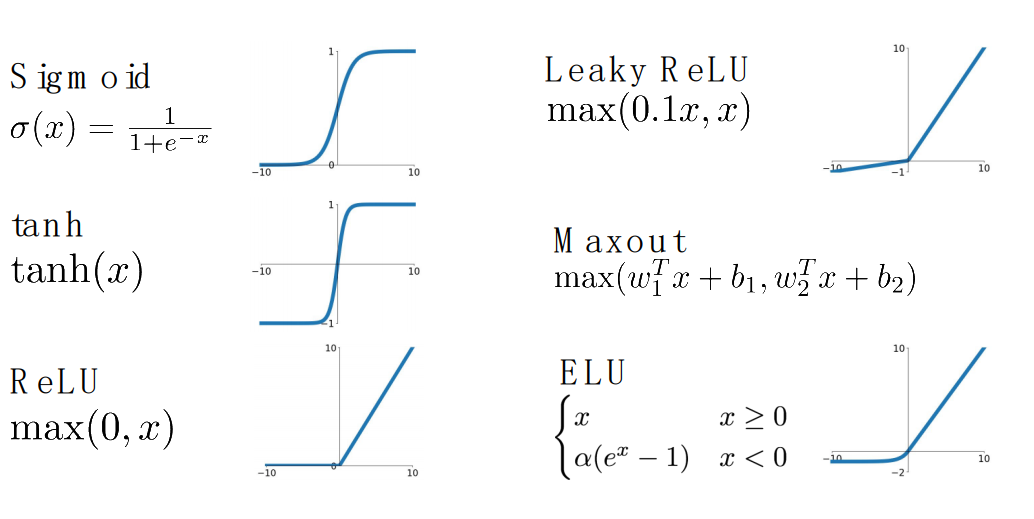 Sigmoid
σ(x) = 1/(1+e^{-x})
1
0
-10
10
tanh
tanh(x)
1
-10
10
-1
ReLU
max(0, x)
10
0
-10
10
Leaky ReLU
max(0.1x, x)
10
-10
-1
10
Maxout
max(w_1^T x + b_1, w_2^T x + b_2)
ELU
{ x x ≥ 0
α(e^x − 1) x < 0
10
-10
-2
10